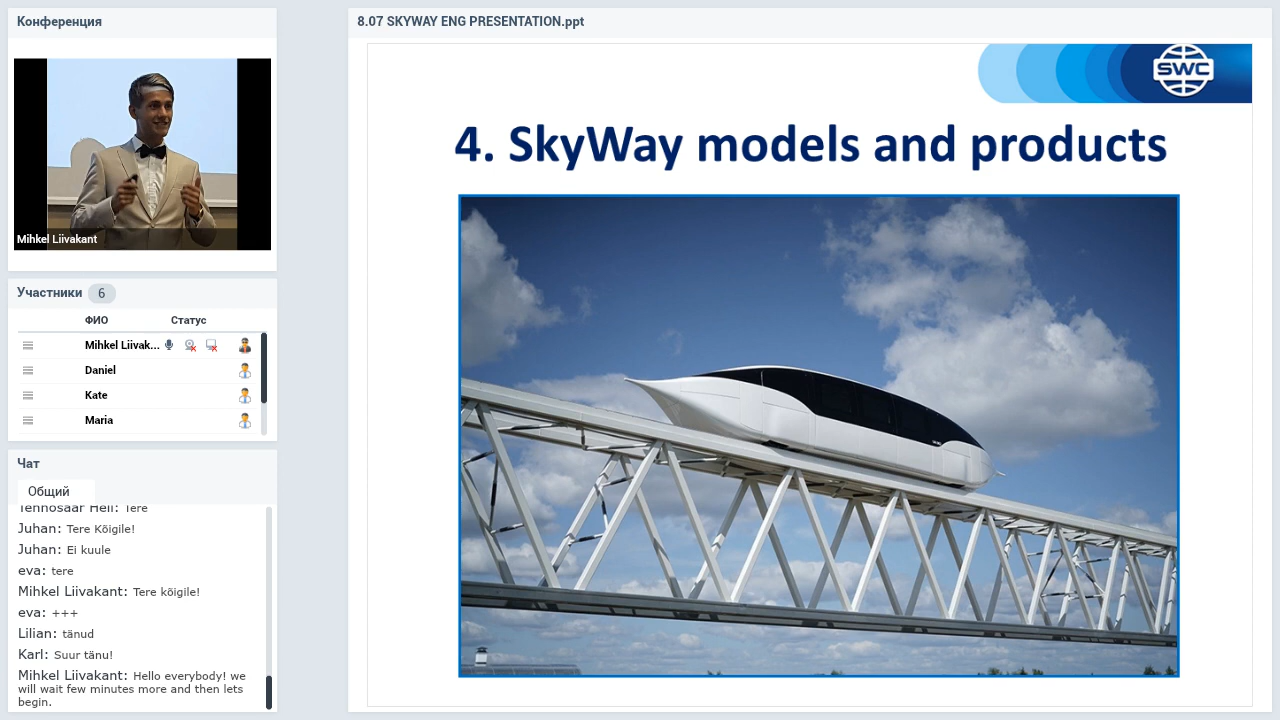 Конференция
Mihkel Liivakant
Участники 6
ФИО Статус
Mihkel Liivak...
Daniel
Kate
Maria
Чат
Общий
Tennosaar Heli: Tere
Juhan: Tere Kõigile!
Juhan: Ei kuule
eva: tere
Mihkel Liivakant: Tere kõigile!
eva: +++
Lilian: tänud
Karl: Suur tänu!
Mihkel Liivakant: Hello everybody! we
will wait few minutes more and then lets
begin.
8.07 SKYWAY ENG PRESENTATION.ppt
SWC
4. SkyWay models and products